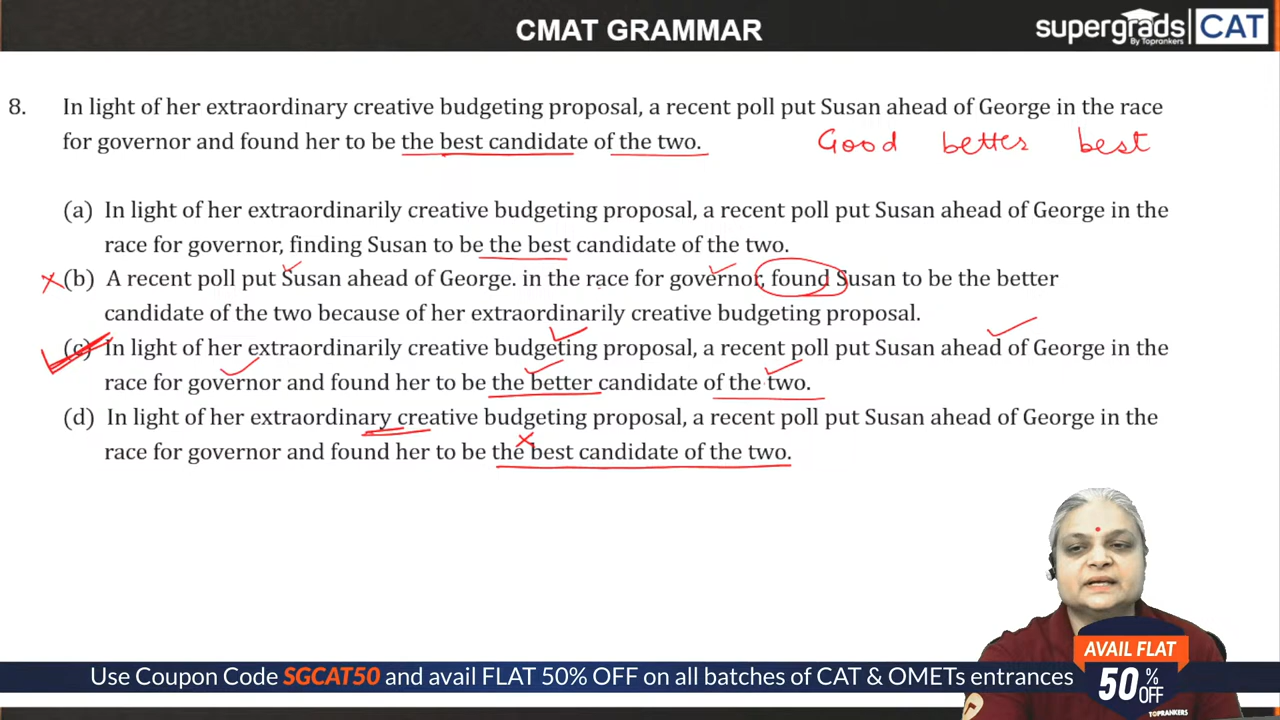 CMAT GRAMMAR
supergrads
By Toprankers
CAT
8. In light of her extraordinary creative budgeting proposal, a recent poll put Susan ahead of George in the race
for governor and found her to be the best candidate of the two.
Good better best
(a) In light of her extraordinarily creative budgeting proposal, a recent poll put Susan ahead of George in the
race for governor, finding Susan to be the best candidate of the two.
(b) A recent poll put Susan ahead of George. in the race for governor, found Susan to be the better
candidate of the two because of her extraordinarily creative budgeting proposal.
(c) In light of her extraordinarily creative budgeting proposal, a recent poll put Susan ahead of George in the
race for governor and found her to be the better candidate of the two.
(d) In light of her extraordinary creative budgeting proposal, a recent poll put Susan ahead of George in the
race for governor and found her to be the best candidate of the two.
Use Coupon Code SGCAT50 and avail FLAT 50% OFF on all batches of CAT & OMETs entrances
AVAIL FLAT
50% OFF
TOPRANKERS